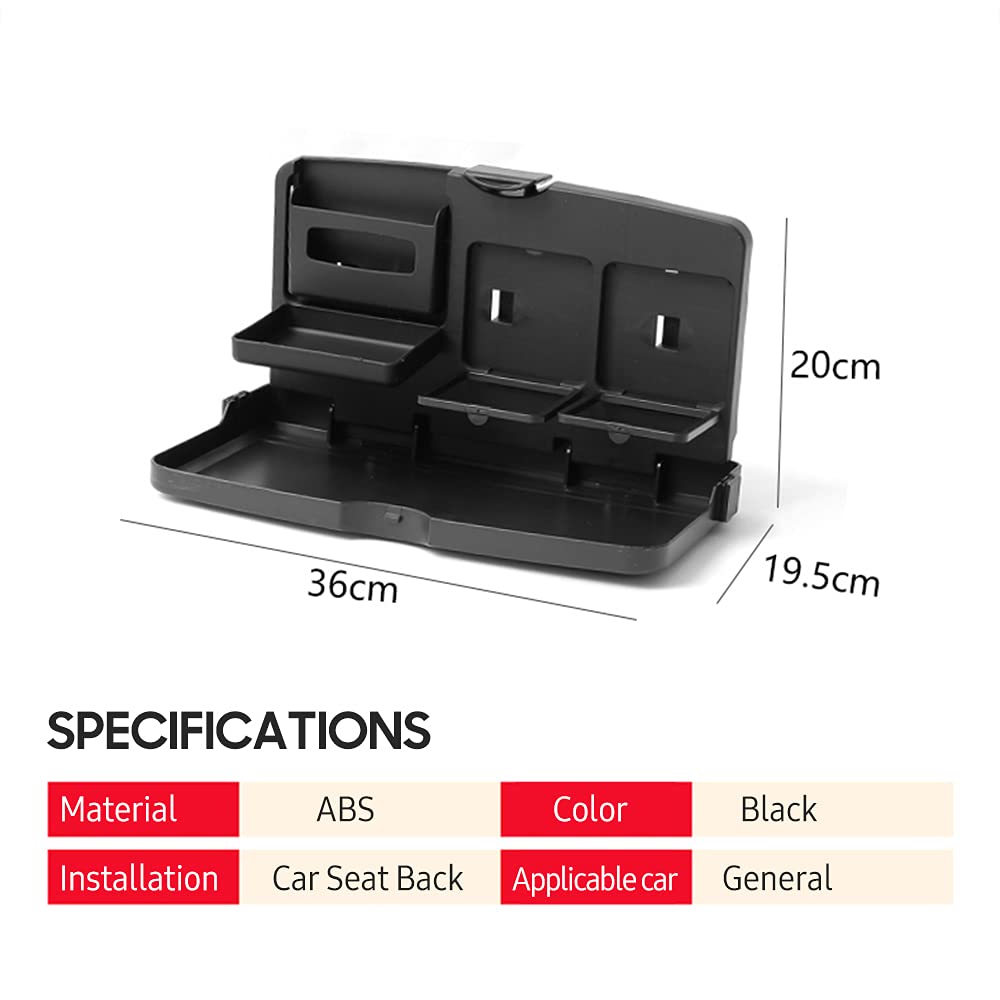 20cm
19.5cm
36cm
SPECIFICATIONS
Material ABS Color Black
Installation Car Seat Back Applicable car General